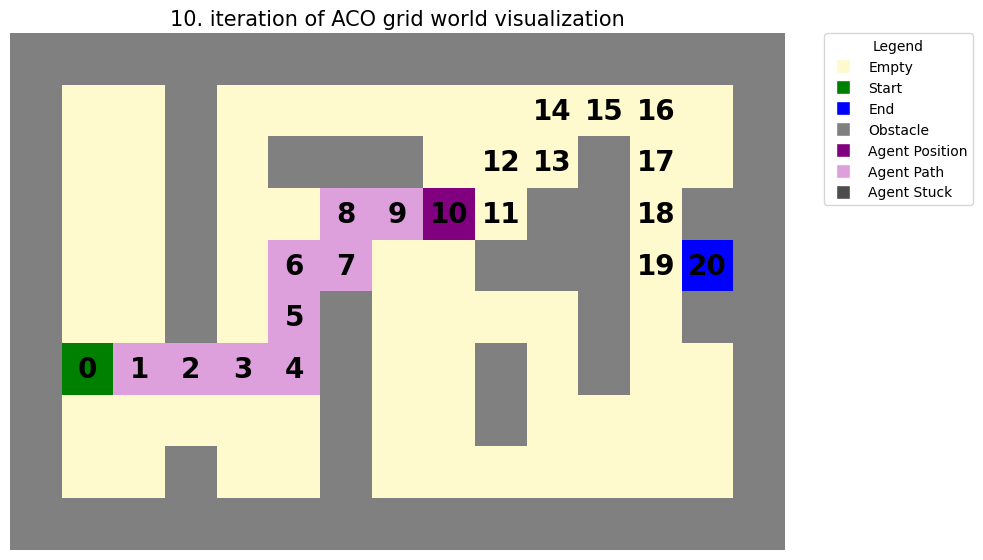 10. iteration of ACO grid world visualization
14 15 16
12 13 17
8 9 10 11 18
6 7 19 20
5
0 1 2 3 4
Legend
Empty
Start
End
Obstacle
Agent Position
Agent Path
Agent Stuck